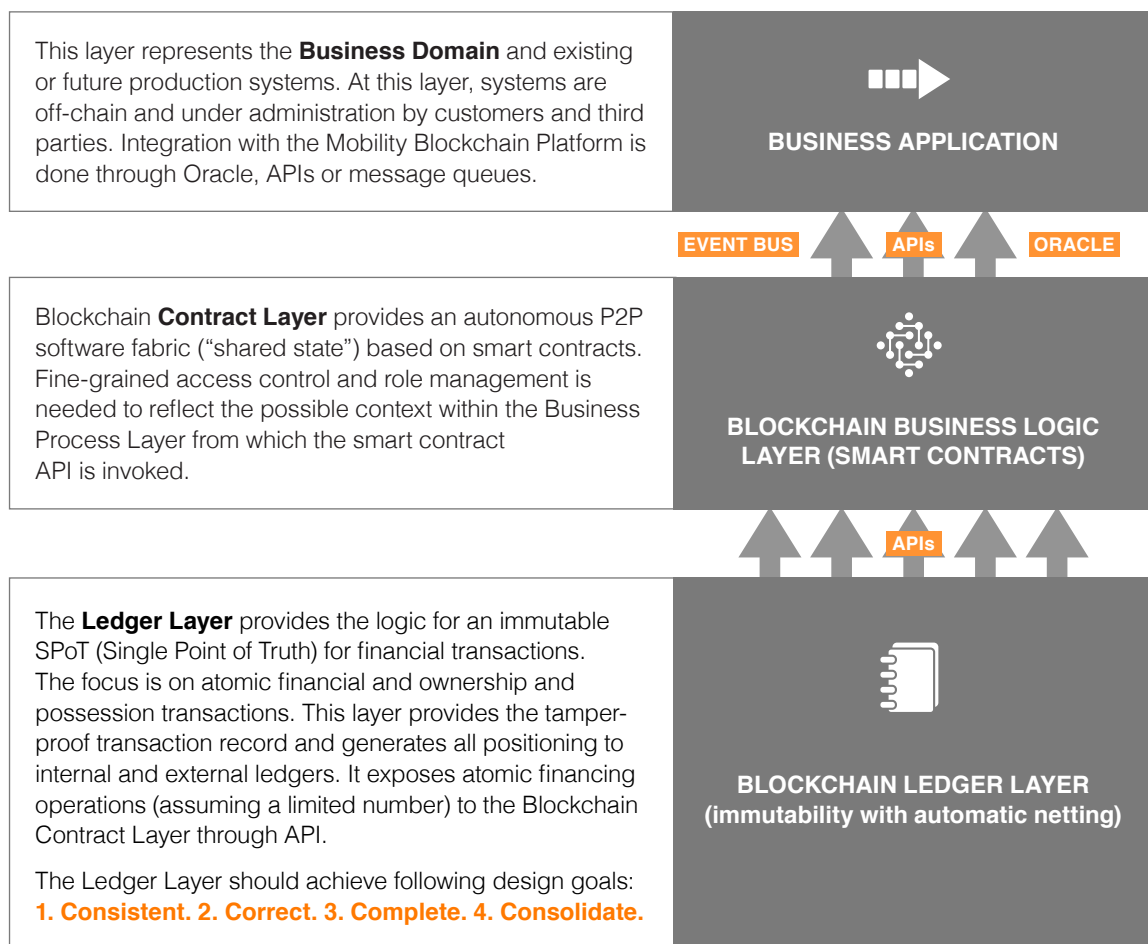 This layer represents the Business Domain and existing
or future production systems. At this layer, systems are
off-chain and under administration by customers and third
parties. Integration with the Mobility Blockchain Platform is
done through Oracle, APIs or message queues.
BUSINESS APPLICATION
EVENT BUS
APIs
ORACLE
Blockchain Contract Layer provides an autonomous P2P
software fabric (“shared state”) based on smart contracts.
Fine-grained access control and role management is
needed to reflect the possible context within the Business
Process Layer from which the smart contract
API is invoked.
BLOCKCHAIN BUSINESS LOGIC
LAYER (SMART CONTRACTS)
APIs
The Ledger Layer provides the logic for an immutable
SPoT (Single Point of Truth) for financial transactions.
The focus is on atomic financial and ownership and
possession transactions. This layer provides the tamper-
proof transaction record and generates all positioning to
internal and external ledgers. It exposes atomic financing
operations (assuming a limited number) to the Blockchain
Contract Layer through API.
The Ledger Layer should achieve following design goals:
1. Consistent. 2. Correct. 3. Complete. 4. Consolidate.
BLOCKCHAIN LEDGER LAYER
(immutability with automatic netting)